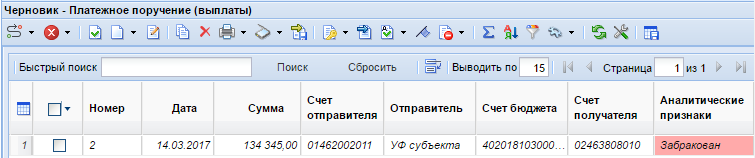 Черновик - Платежное поручение (выплаты)
Быстрый поиск Поиск Сбросить Выводить по 15 Страница 1 из 1
Номер Дата Сумма Счет отправителя Отправитель Счет бюджета Счет получателя Аналитические признаки
1 2 14.03.2017 134 345,00 01462002011 УФ субъекта 402018103000... 02463808010 Забракован